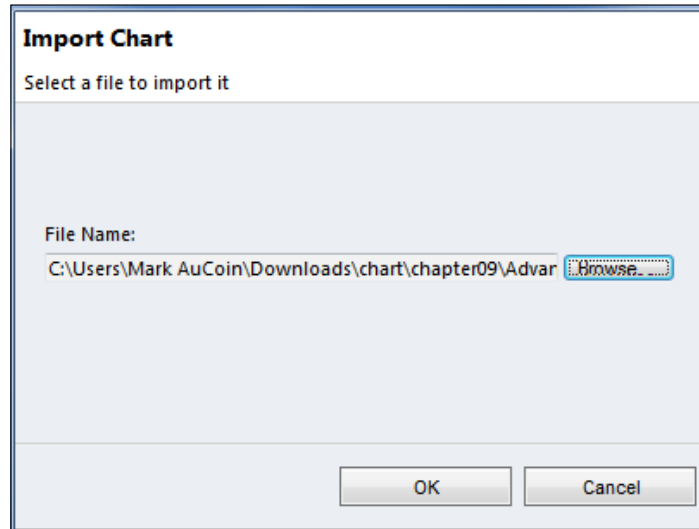 Import Chart
Select a file to import it
File Name:
C:\Users\Mark AuCoin\Downloads\chart\chapter09\Advar Browse...
OK Cancel